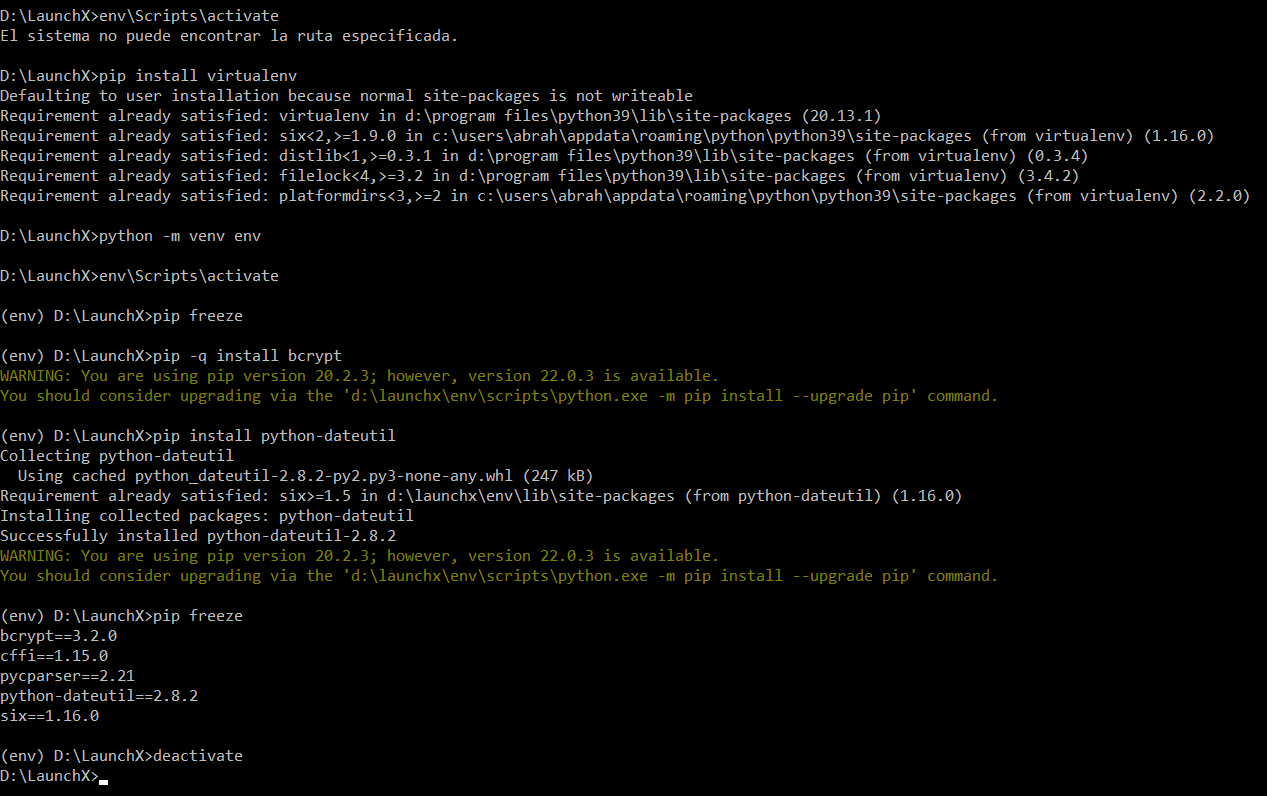 D:\LaunchX>env\Scripts\activate
El sistema no puede encontrar la ruta especificada.
D:\LaunchX>pip install virtualenv
Defaulting to user installation because normal site-packages is not writeable
Requirement already satisfied: virtualenv in d:\program files\python39\lib\site-packages (20.13.1)
Requirement already satisfied: six<2,>=1.9.0 in c:\users\abrah\appdata\roaming\python\python39\site-packages (from virtualenv) (1.16.0)
Requirement already satisfied: distlib<1,>=0.3.1 in d:\program files\python39\lib\site-packages (from virtualenv) (0.3.4)
Requirement already satisfied: filelock<4,>=3.2 in d:\program files\python39\lib\site-packages (from virtualenv) (3.4.2)
Requirement already satisfied: platformdirs<3,>=2 in c:\users\abrah\appdata\roaming\python\python39\site-packages (from virtualenv) (2.2.0)
D:\LaunchX>python -m venv env
D:\LaunchX>env\Scripts\activate
(env) D:\LaunchX>pip freeze
(env) D:\LaunchX>pip -q install bcrypt
WARNING: You are using pip version 20.2.3; however, version 22.0.3 is available.
You should consider upgrading via the 'd:\launchx\env\scripts\python.exe -m pip install --upgrade pip' command.
(env) D:\LaunchX>pip install python-dateutil
Collecting python-dateutil
  Using cached python_dateutil-2.8.2-py2.py3-none-any.whl (247 kB)
Requirement already satisfied: six>=1.5 in d:\launchx\env\lib\site-packages (from python-dateutil) (1.16.0)
Installing collected packages: python-dateutil
Successfully installed python-dateutil-2.8.2
WARNING: You are using pip version 20.2.3; however, version 22.0.3 is available.
You should consider upgrading via the 'd:\launchx\env\scripts\python.exe -m pip install --upgrade pip' command.
(env) D:\LaunchX>pip freeze
bcrypt==3.2.0
cffi==1.15.0
pycparser==2.21
python-dateutil==2.8.2
six==1.16.0
(env) D:\LaunchX>deactivate
D:\LaunchX>